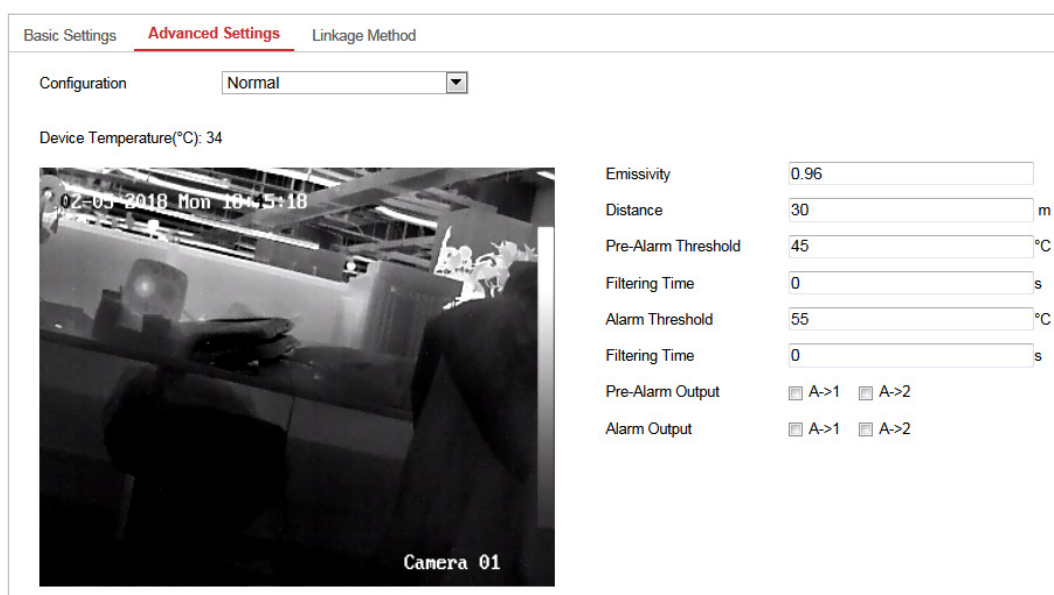 Basic Settings Advanced Settings Linkage Method
Configuration Normal
Device Temperature(°C): 34
Emissivity 0.96
Distance 30 m
Pre-Alarm Threshold 45 °C
Filtering Time 0 s
Alarm Threshold 55 °C
Filtering Time 0 s
Pre-Alarm Output A->1 A->2
Alarm Output A->1 A->2
2018 Mon
Camera 01